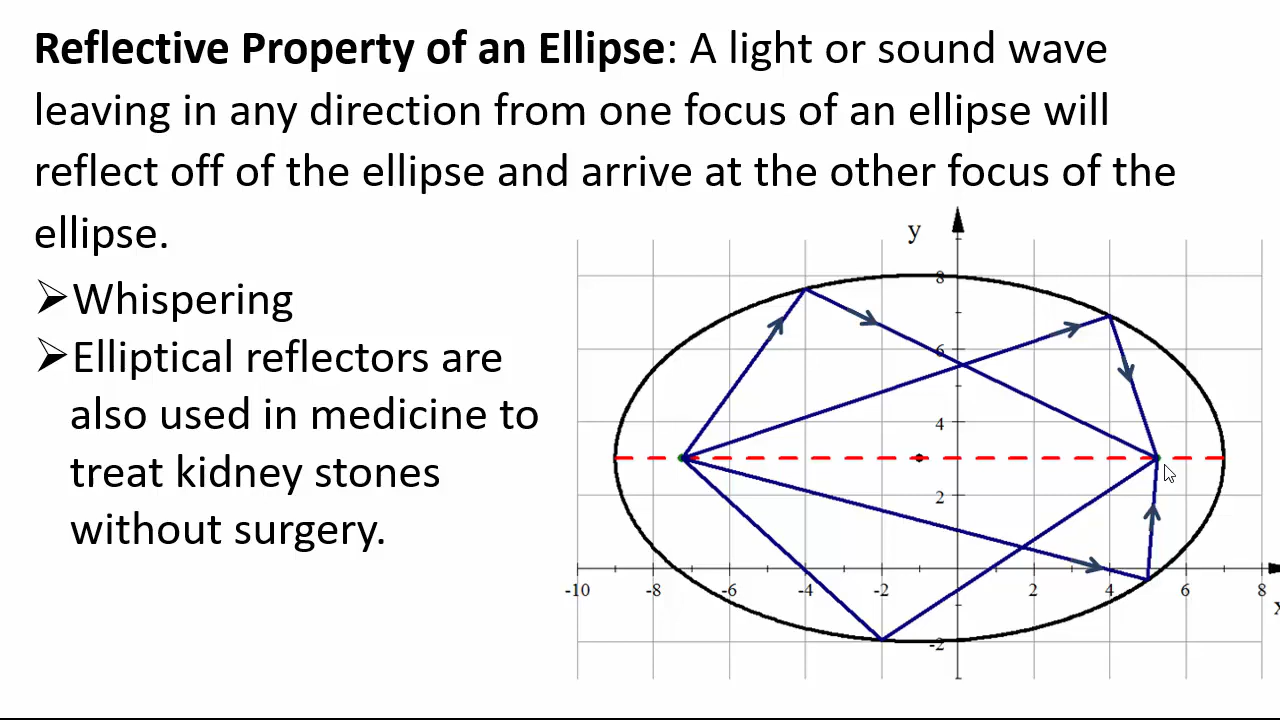 Reflective Property of an Ellipse: A light or sound wave
leaving in any direction from one focus of an ellipse will
reflect off of the ellipse and arrive at the other focus of the
ellipse.
➢Whispering
➢Elliptical reflectors are
also used in medicine to
treat kidney stones
without surgery.
y
8
6
4
2
-10 -8 -6 -4 -2 2 4 6 8
x
-2